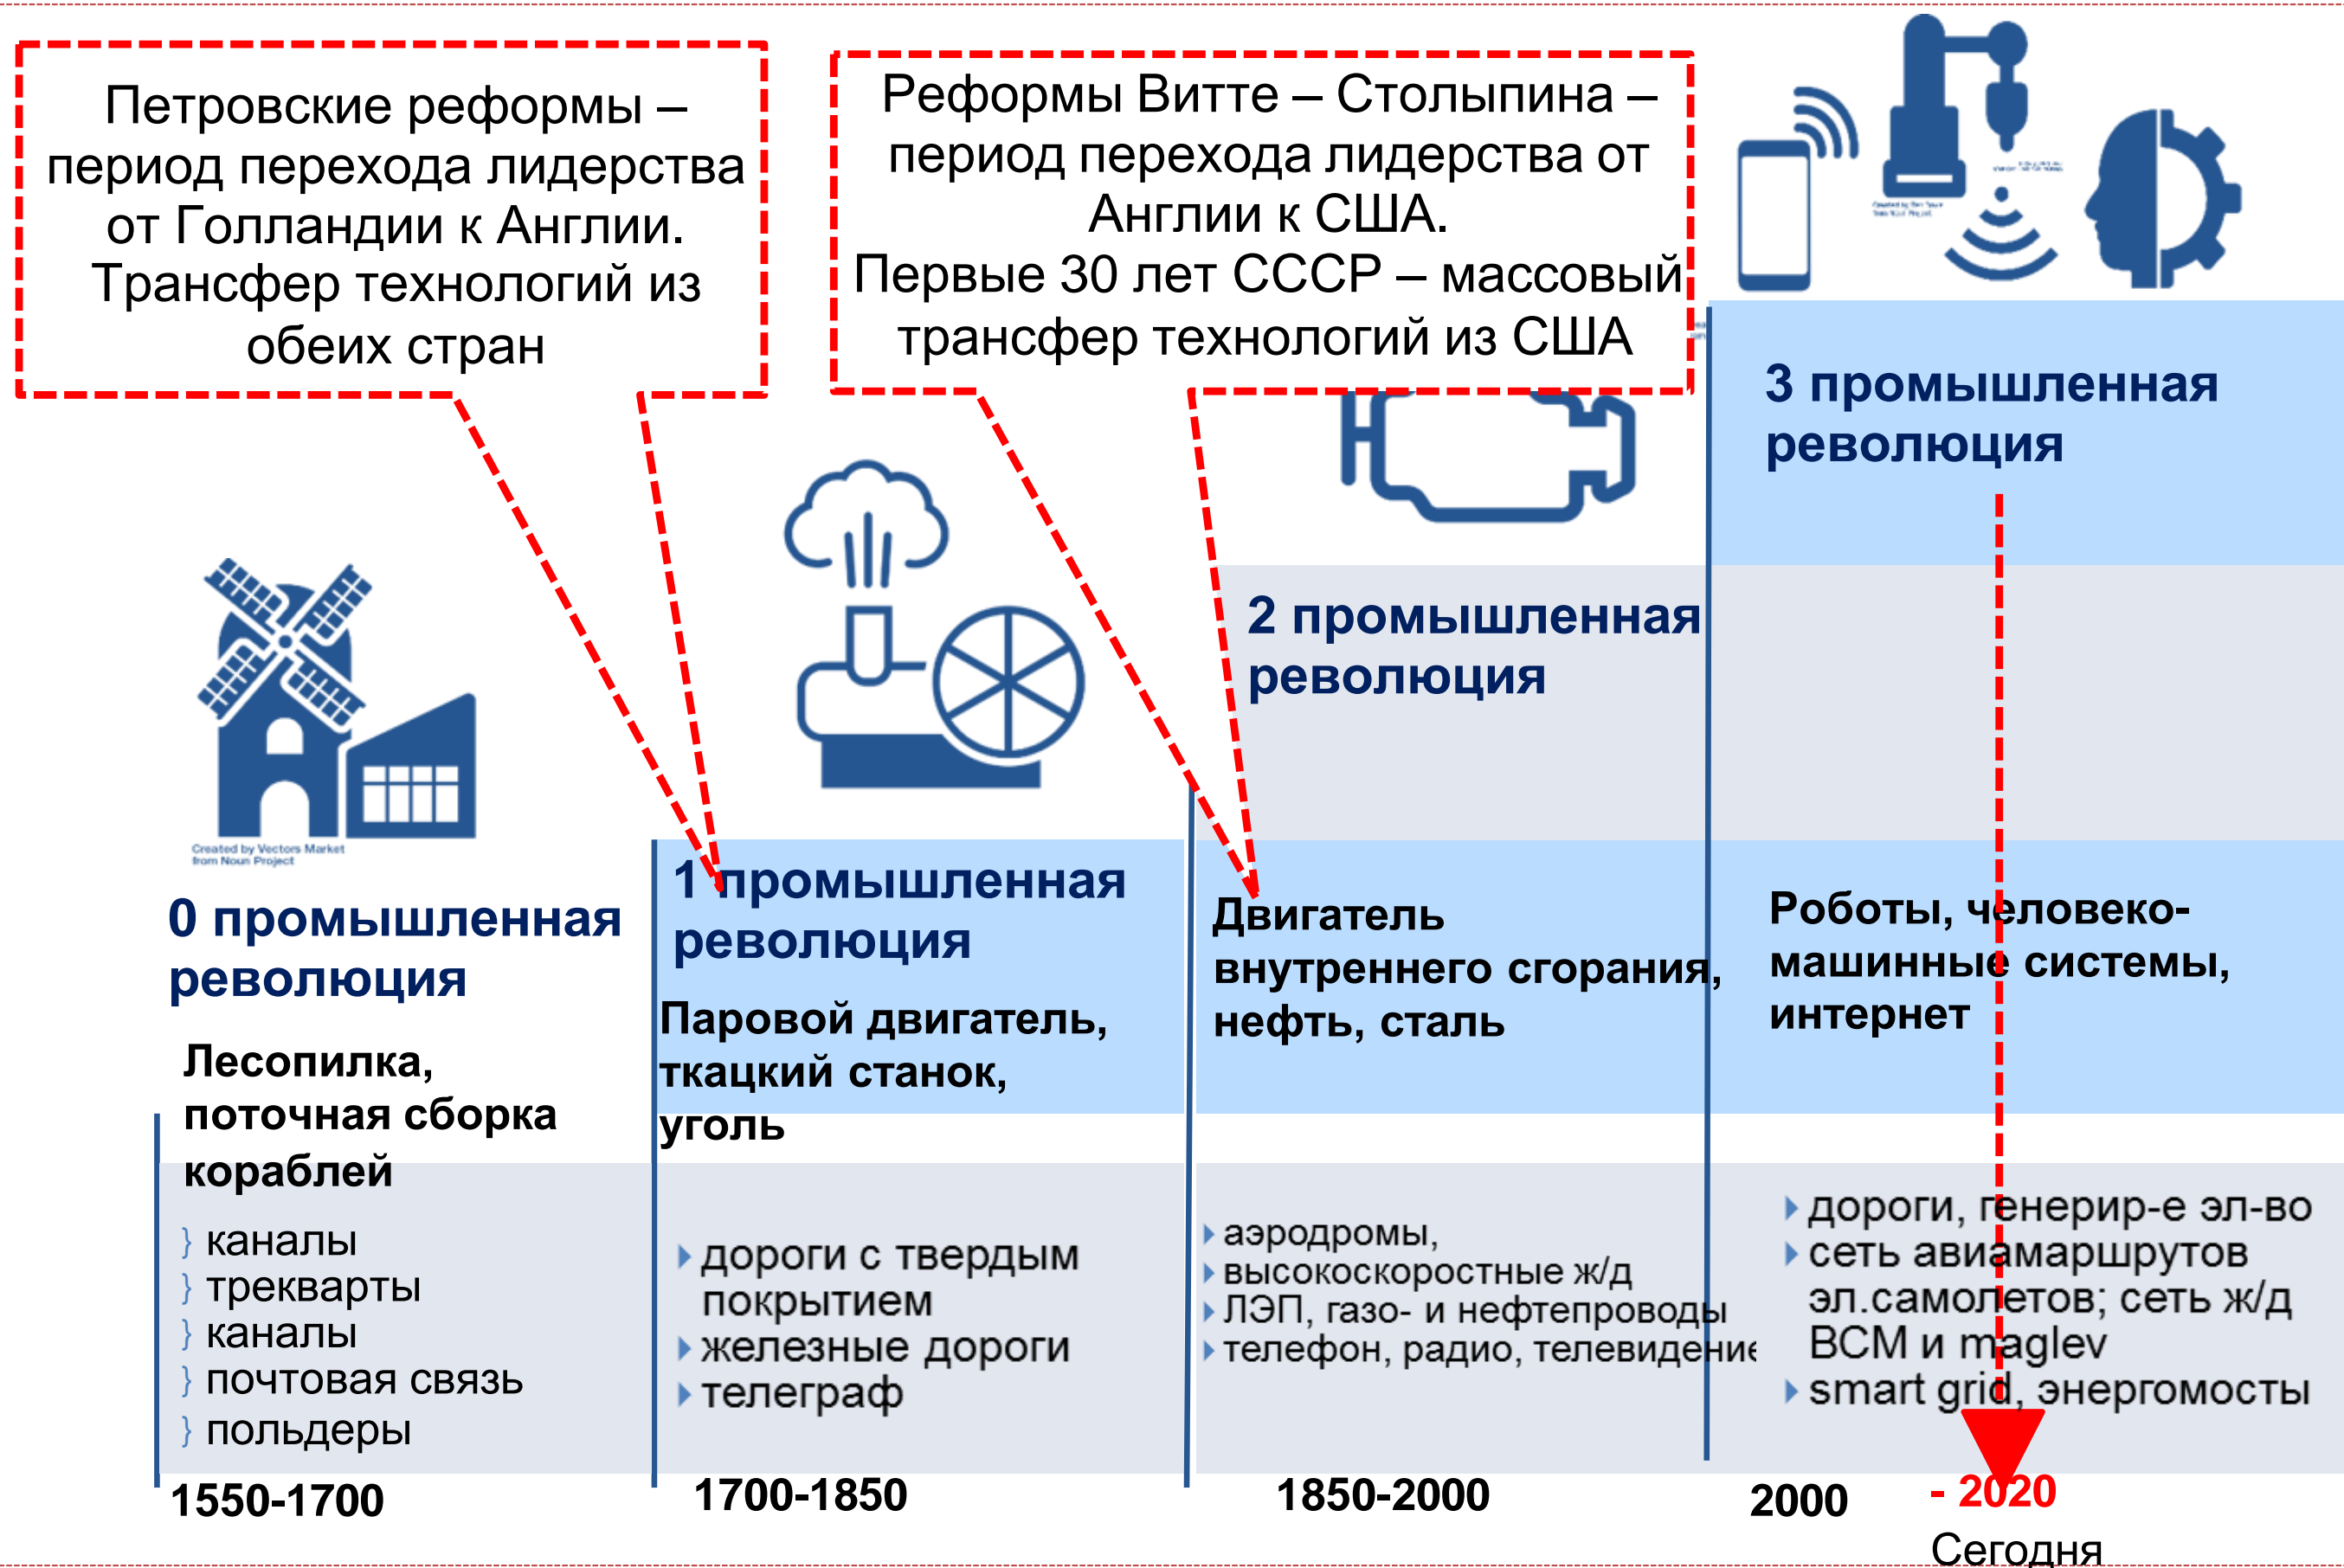 Петровские реформы –
период перехода лидерства
от Голландии к Англии.
Трансфер технологий из
обеих стран
Реформы Витте – Столыпина –
период перехода лидерства от
Англии к США.
Первые 30 лет СССР – массовый
трансфер технологий из США
3 промышленная
революция
2 промышленная
революция
Created by Vectors Market
from Noun Project
0 промышленная
революция
1 промышленная
революция
Лесопилка,
поточная сборка
кораблей
Паровой двигатель,
ткацкий станок,
уголь
Двигатель
внутреннего сгорания,
нефть, сталь
Роботы, человеко-
машинные системы,
интернет
} каналы
} трекварты
} каналы
} почтовая связь
} польдеры
дороги с твердым
покрытием
железные дороги
телеграф
аэродромы,
высокоскоростные ж/д
ЛЭП, газо- и нефтепроводы
телефон, радио, телевидение
дороги, генерир-е эл-во
сеть авиамаршрутов
эл.самолетов; сеть ж/д
ВСМ и maglev
smart grid, энергомосты
1550-1700
1700-1850
1850-2000
2000 - 2020
Сегодня